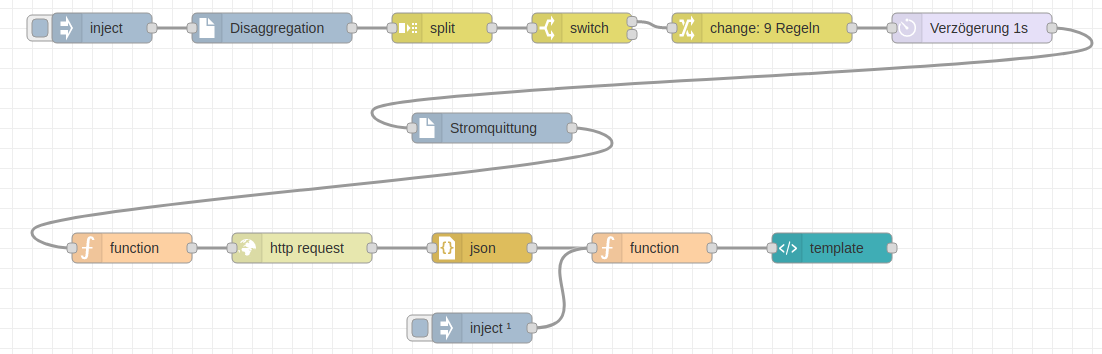 inject
Disaggregation
split
switch
change: 9 Regeln
Verzögerung 1s
Stromquittung
function
http request
json
function
template
inject ¹